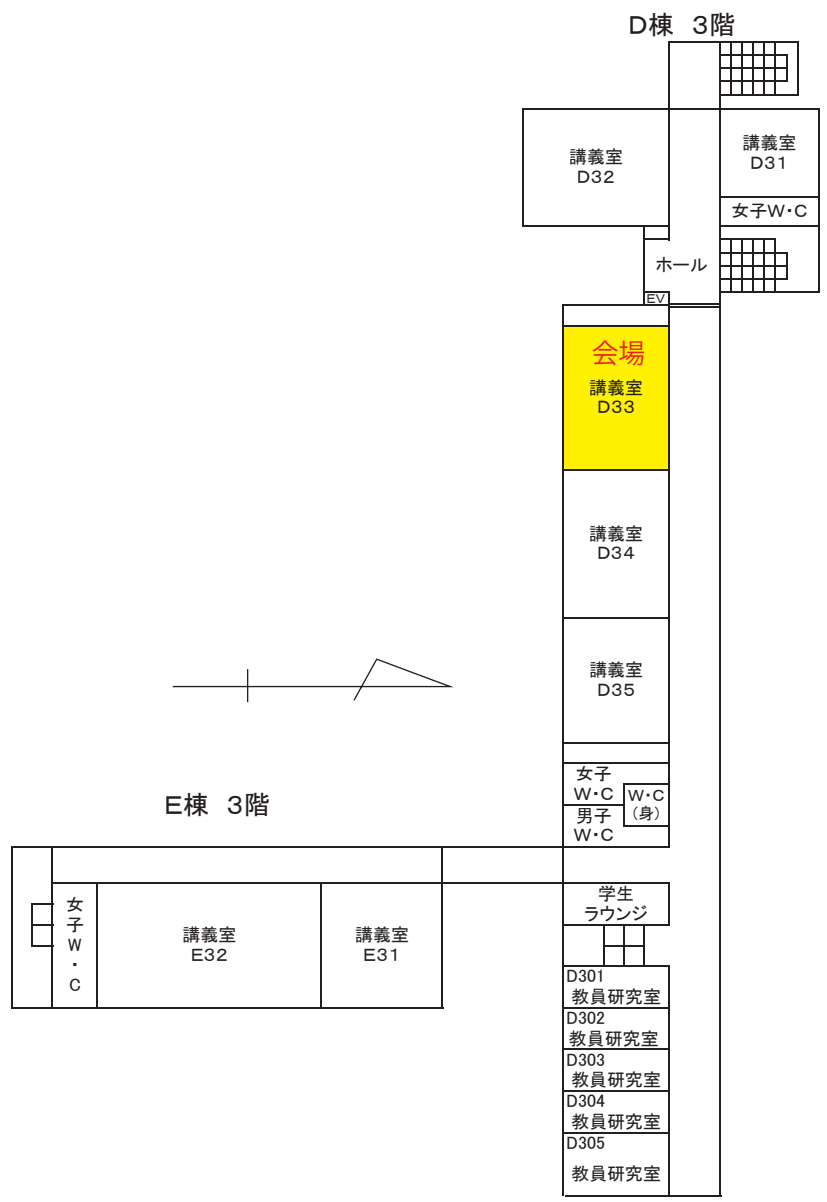 D棟 3階
講義室
D32
講義室
D31
女子W・C
ホール
EV
会場
講義室
D33
講義室
D34
講義室
D35
女子
W・C
W・C
(身)
男子
W・C
E棟 3階
学生
ラウンジ
女
子
W
・
C
講義室
E32
講義室
E31
D301
教員研究室
D302
教員研究室
D303
教員研究室
D304
教員研究室
D305
教員研究室